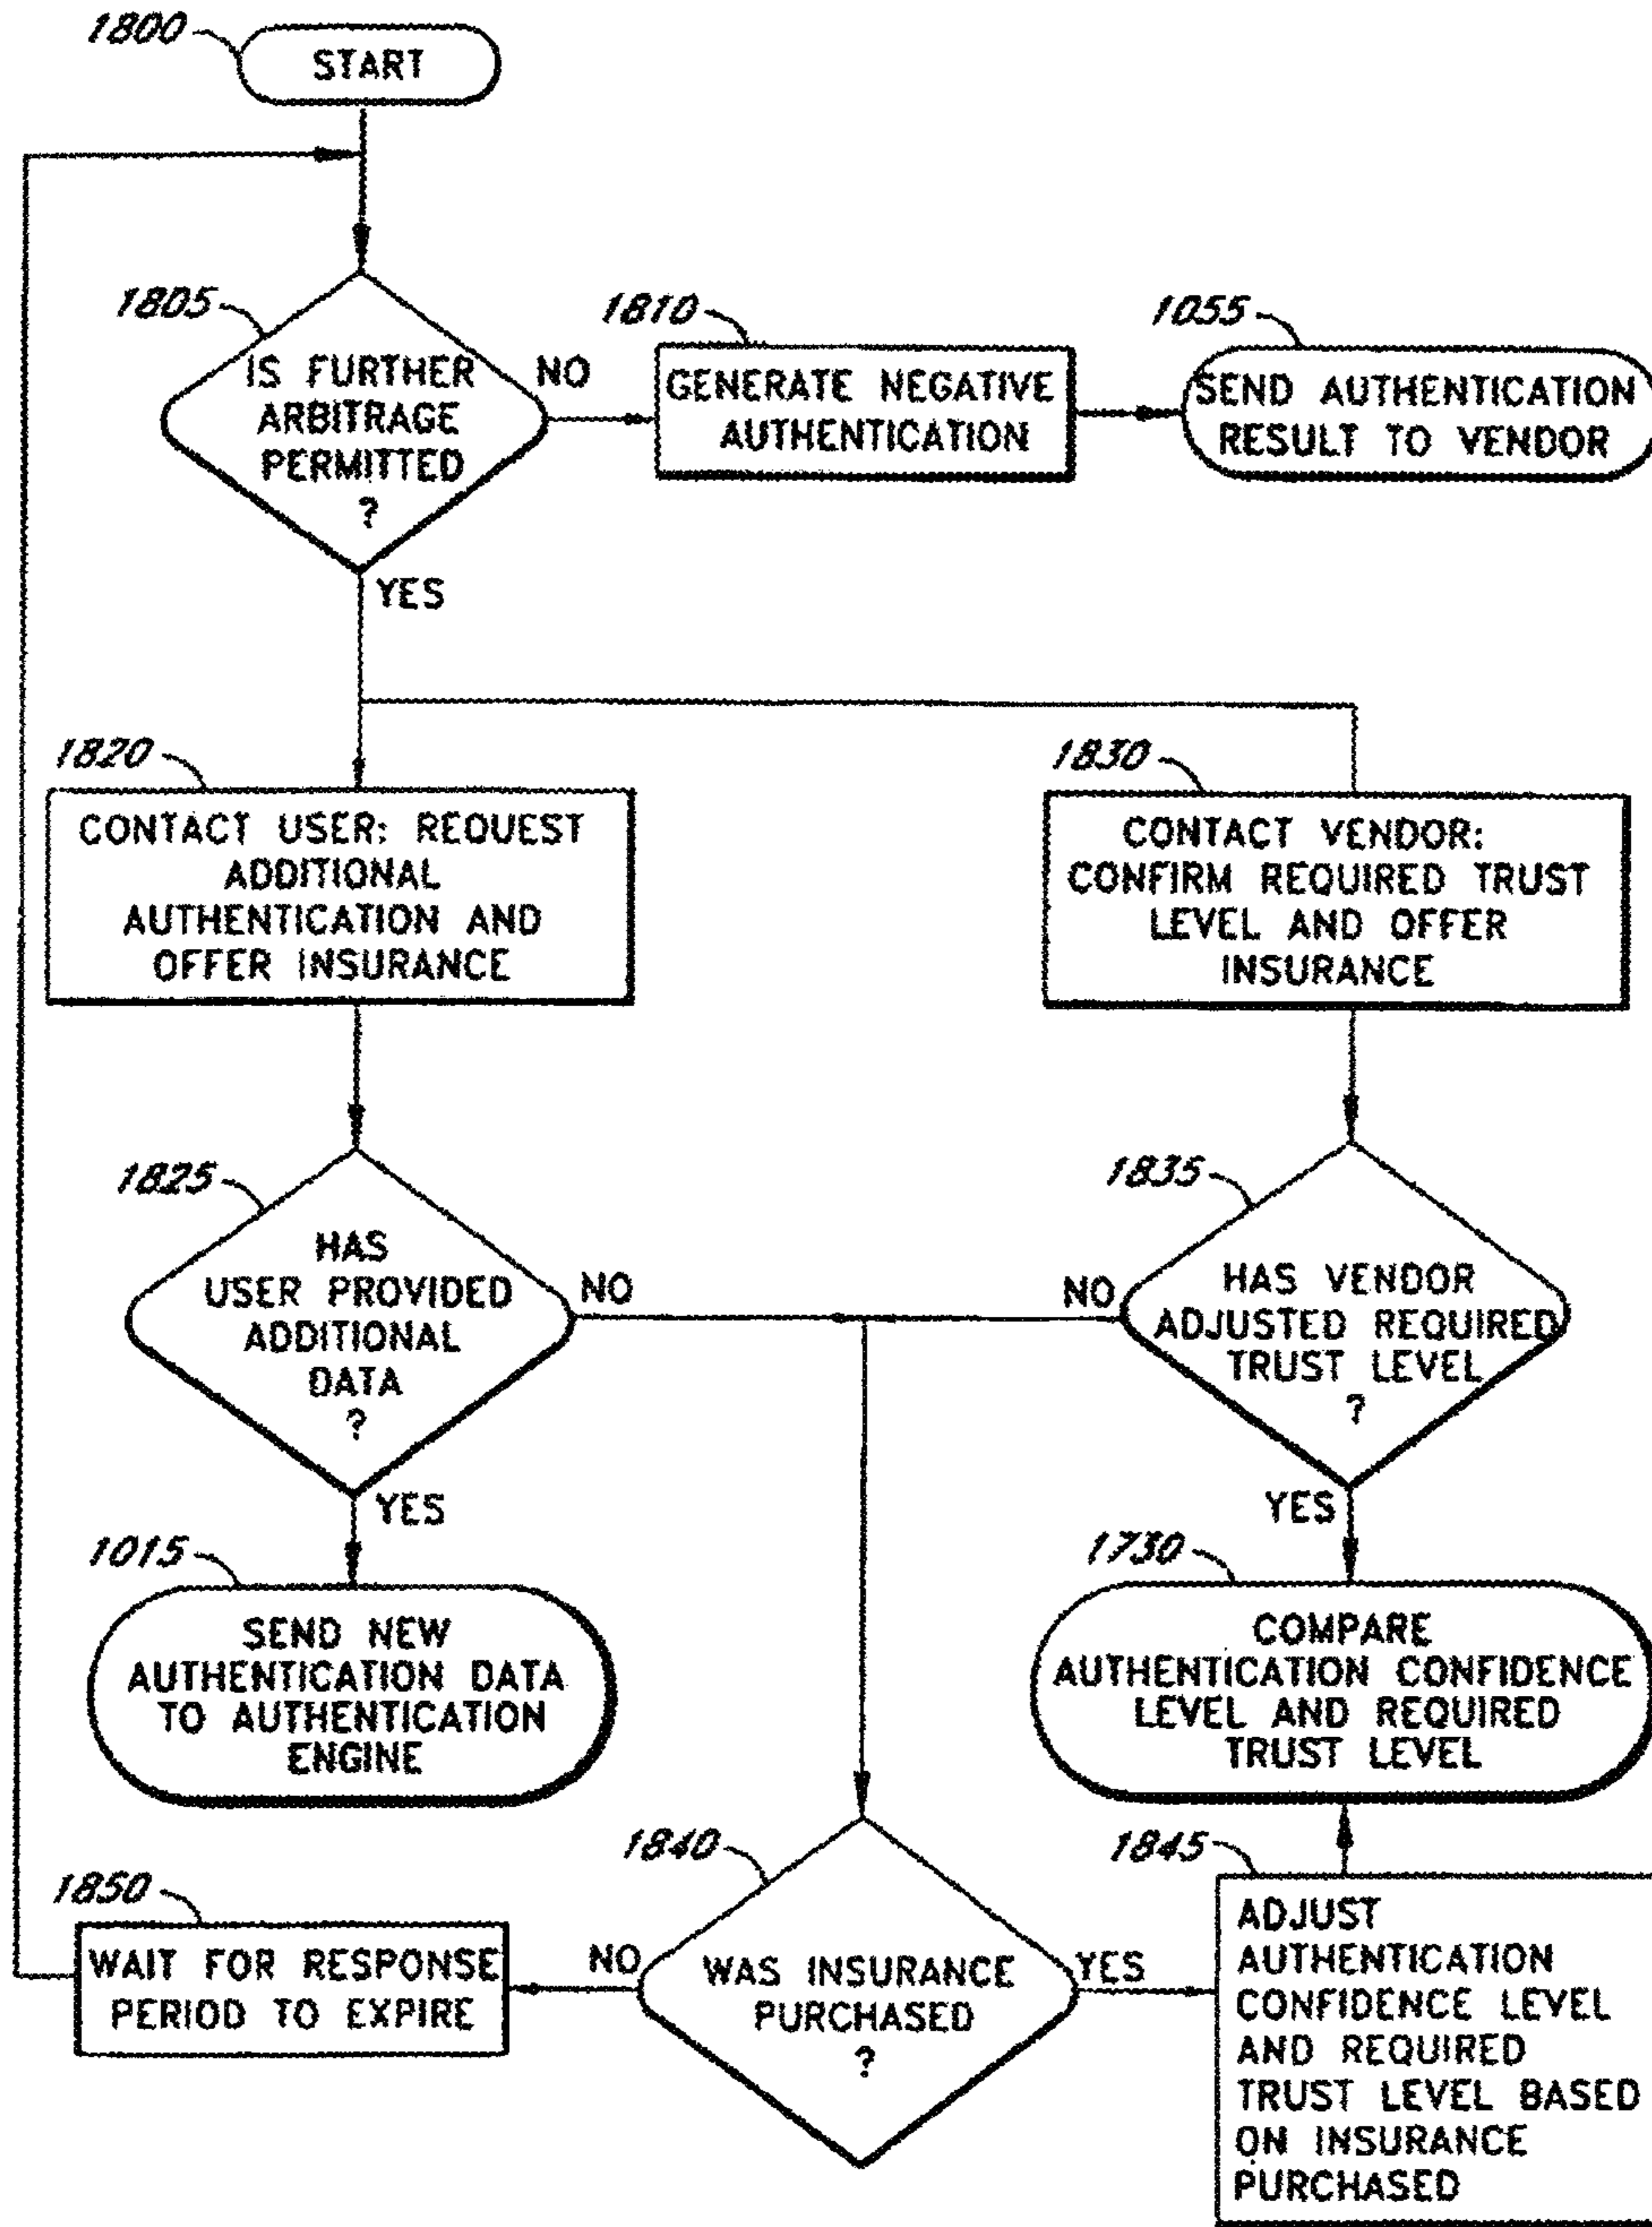 1800
START
1805
IS FURTHER
ARBITRAGE
PERMITTED
?
NO
YES
1810
GENERATE NEGATIVE
AUTHENTICATION
1055
SEND AUTHENTICATION
RESULT TO VENDOR
1820
CONTACT USER: REQUEST
ADDITIONAL
AUTHENTICATION AND
OFFER INSURANCE
1830
CONTACT VENDOR:
CONFIRM REQUIRED TRUST
LEVEL AND OFFER
INSURANCE
1825
HAS
USER PROVIDED
ADDITIONAL
DATA
?
NO
YES
1835
HAS VENDOR
ADJUSTED REQUIRED
TRUST LEVEL
?
NO
YES
1015
SEND NEW
AUTHENTICATION DATA
TO AUTHENTICATION
ENGINE
1730
COMPARE
AUTHENTICATION CONFIDENCE
LEVEL AND REQUIRED
TRUST LEVEL
1840
WAS INSURANCE
PURCHASED
?
NO
YES
1850
WAIT FOR RESPONSE
PERIOD TO EXPIRE
1845
ADJUST
AUTHENTICATION
CONFIDENCE LEVEL
AND REQUIRED
TRUST LEVEL BASED
ON INSURANCE
PURCHASED